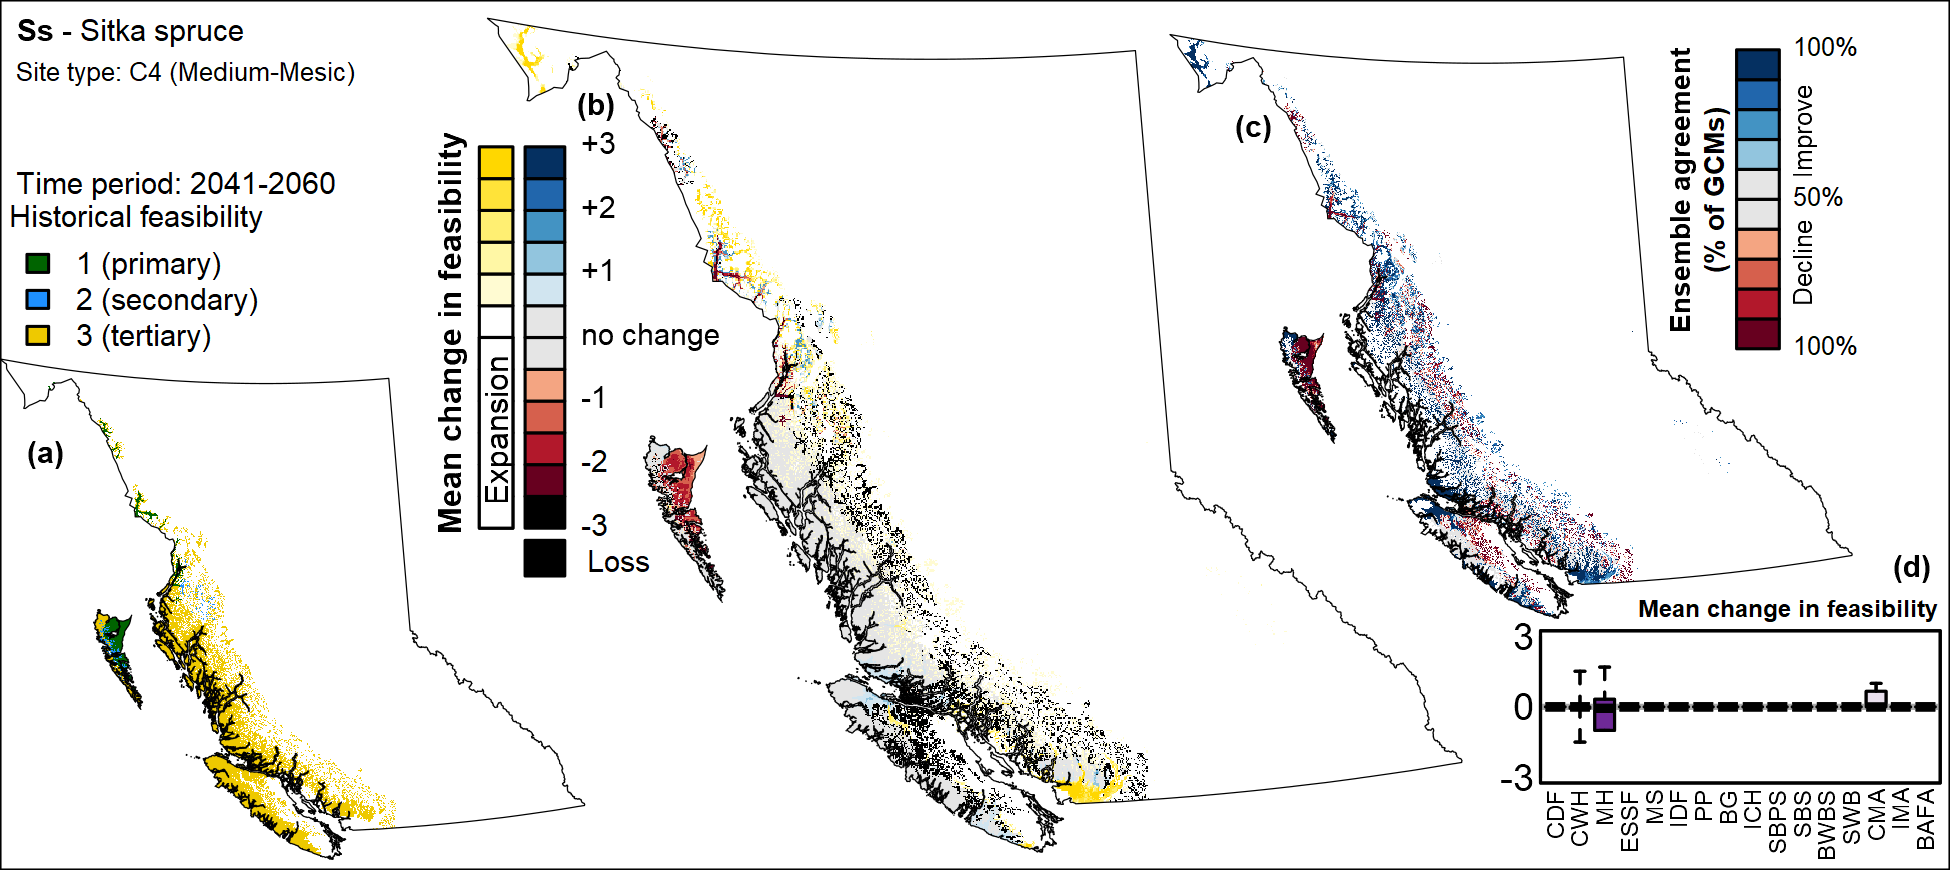 Ss - Sitka spruce
Site type: C4 (Medium-Mesic)
Time period: 2041-2060
Historical feasibility
1 (primary)
2 (secondary)
3 (tertiary)
(a)
(b)
Mean change in feasibility
Expansion
+3
+2
+1
no change
-1
-2
-3
Loss
(c)
Ensemble agreement
(% of GCMs)
100%
Improve
50%
Decline
100%
(d)
Mean change in feasibility
3
0
-3
CDF
CWH
MH
ESSF
MS
IDF
PP
BG
ICH
SBPS
SBS
BWBS
SWB
CMA
IMA
BAFA